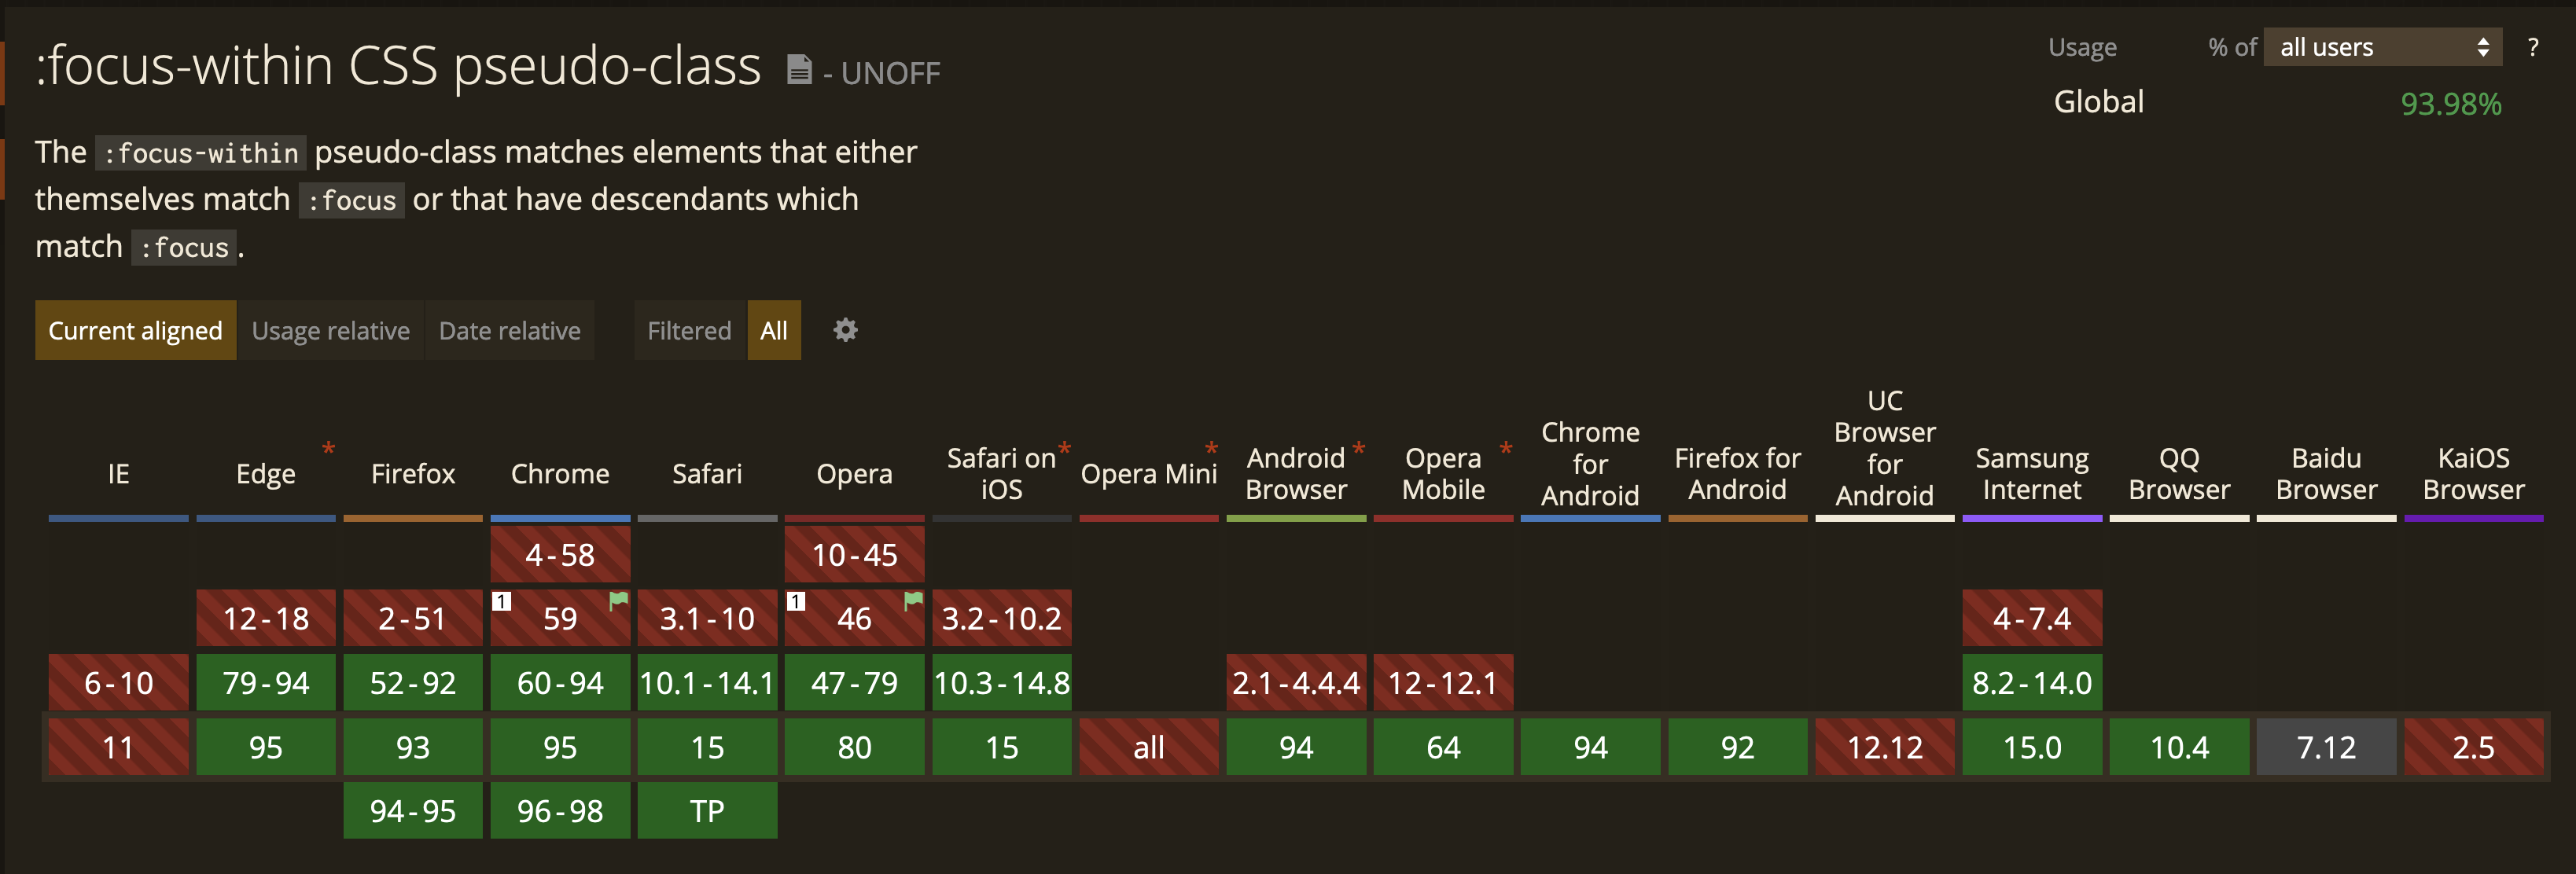 :focus-within CSS pseudo-class - UNOFF
Usage % of all users ?
Global 93.98%
The :focus-within pseudo-class matches elements that either
themselves match :focus or that have descendants which
match :focus.
Current aligned Usage relative Date relative Filtered All
IE Edge * Firefox Chrome Safari Opera Safari on iOS * Opera Mini * Android Browser * Opera Mobile * Chrome for Android Firefox for Android UC Browser for Android Samsung Internet QQ Browser Baidu Browser KaiOS Browser
4-58 10-45
12-18 2-51 1 59 3.1-10 1 46 3.2-10.2 4-7.4
6-10 79-94 52-92 60-94 10.1-14.1 47-79 10.3-14.8 2.1-4.4.4 12-12.1 8.2-14.0
11 95 93 95 15 80 15 all 94 64 94 92 12.12 15.0 10.4 7.12 2.5
94-95 96-98 TP